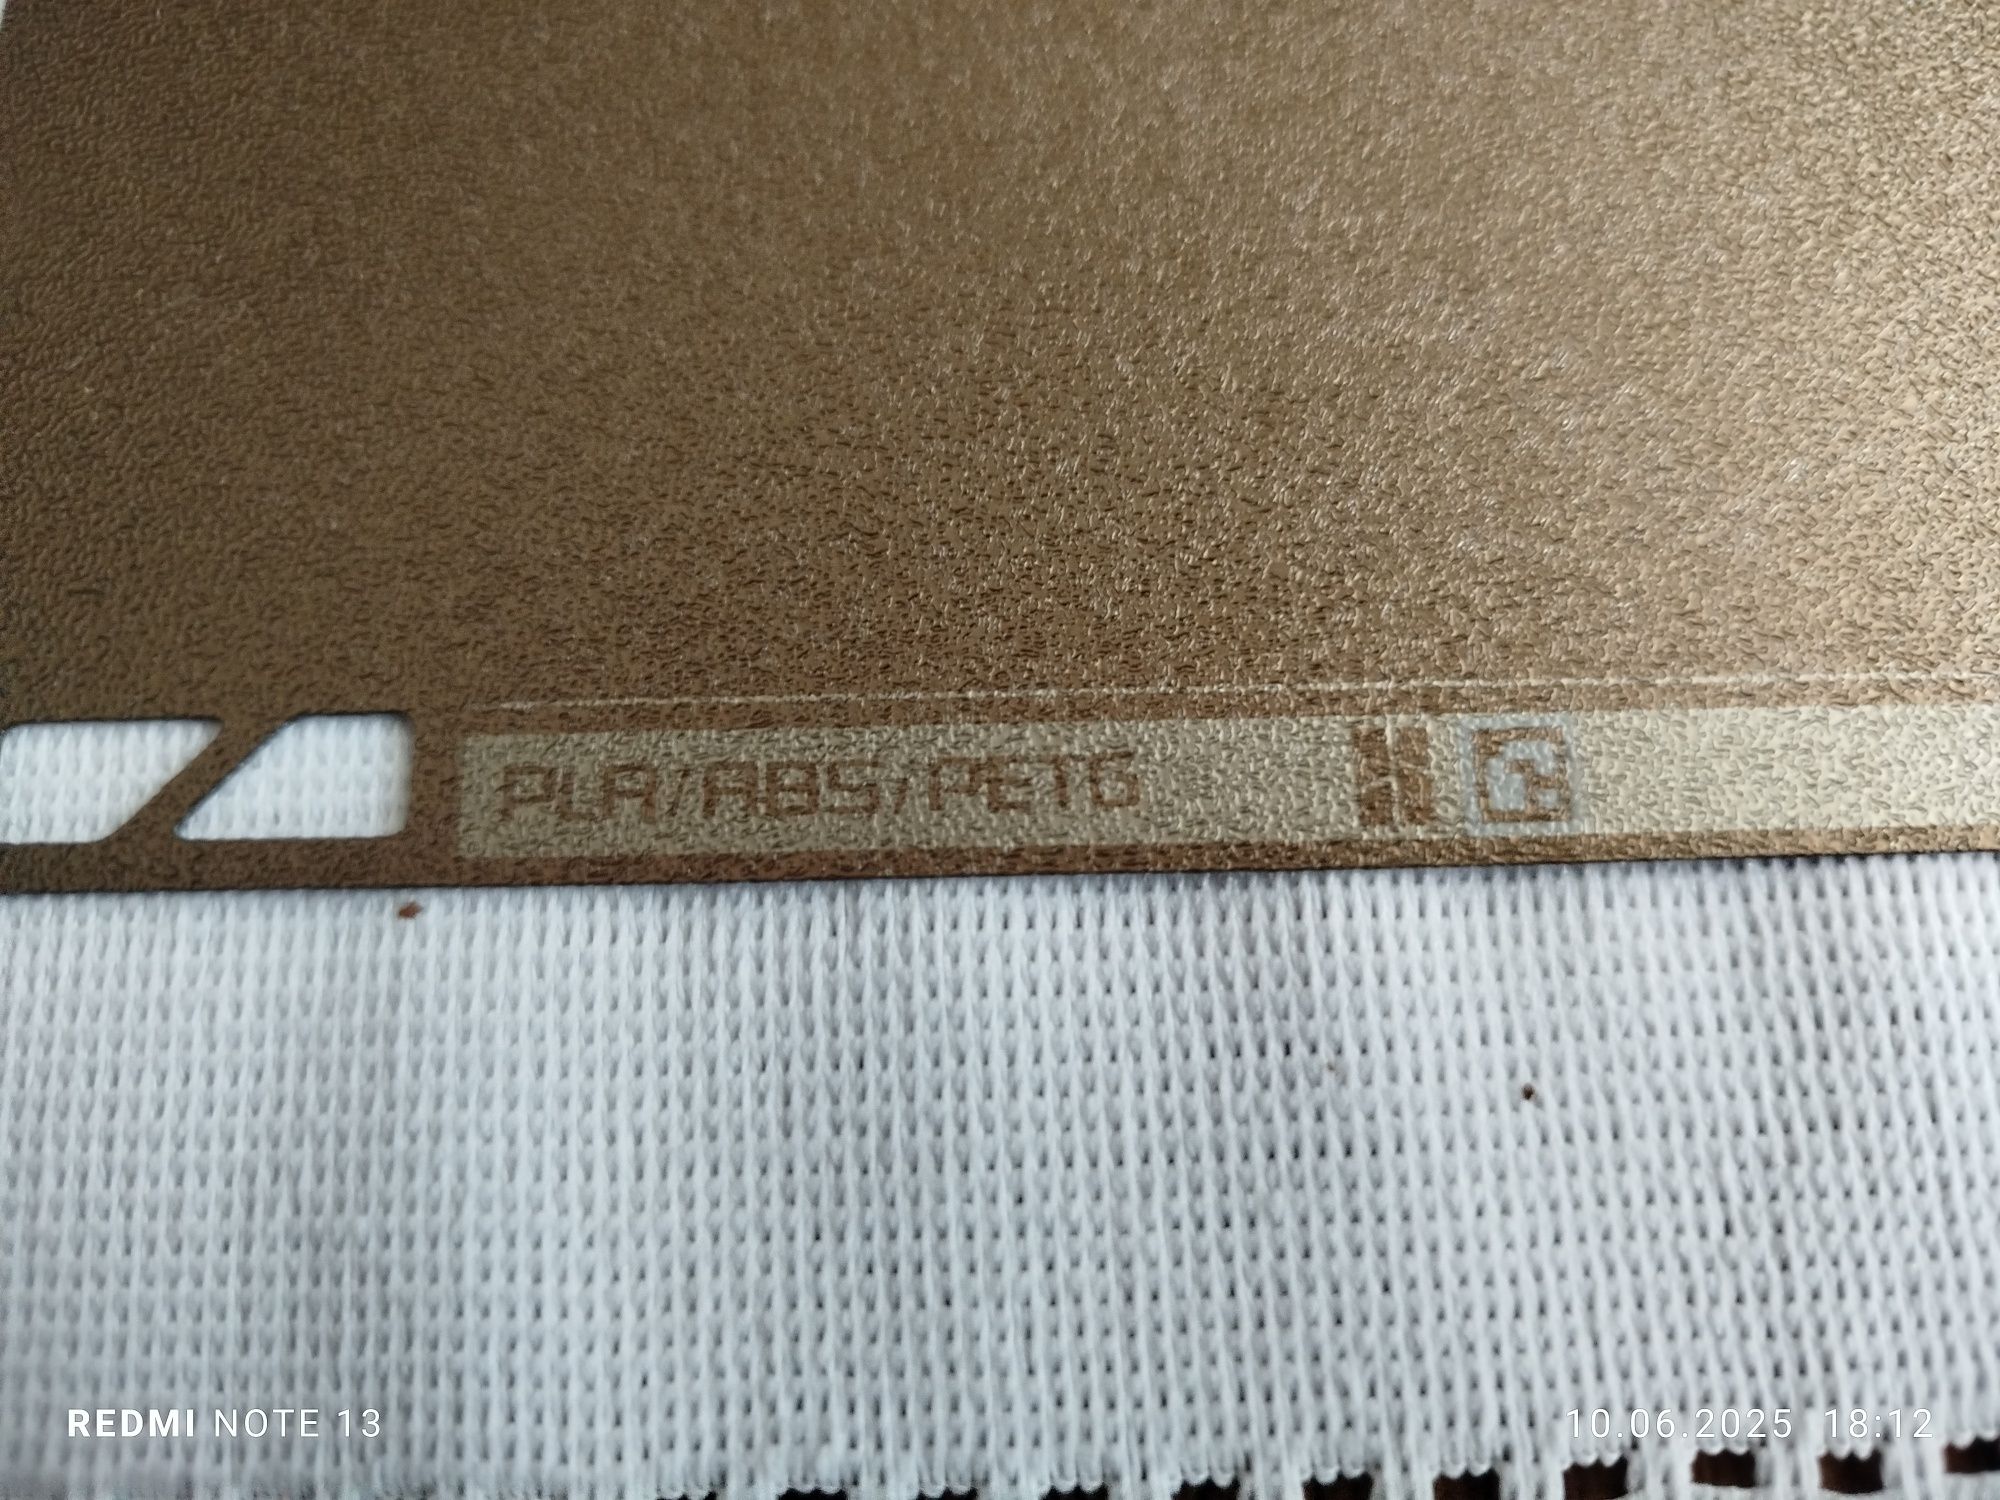 PLA/ABS/PETG
REDMI NOTE 13
10.06.2025 18:12